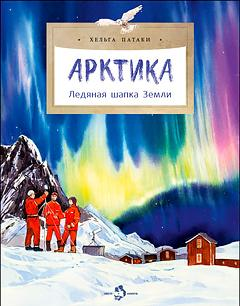 ХЕЛЬГА ПАТАКИ
АРКТИКА
Ледяная шапка Земли